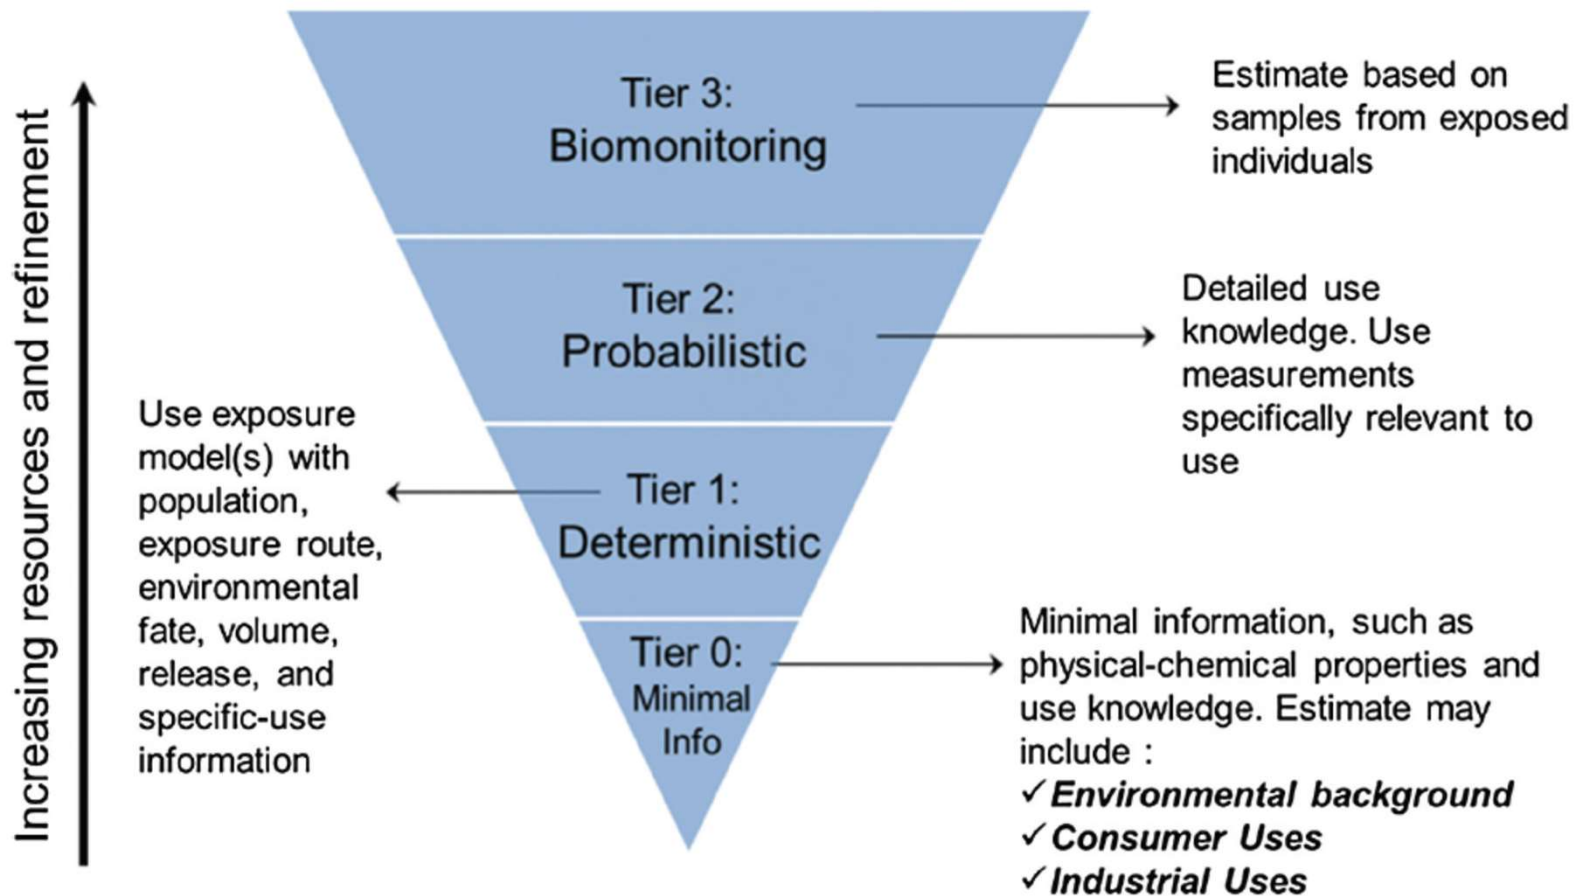 Increasing resources and refinement
Tier 3:
Biomonitoring
Estimate based on
samples from exposed
individuals
Tier 2:
Probabilistic
Detailed use
knowledge. Use
measurements
specifically relevant to
use
Use exposure
model(s) with
population,
exposure route,
environmental
fate, volume,
release, and
specific-use
information
Tier 1:
Deterministic
Tier 0:
Minimal
Info
Minimal information, such as
physical-chemical properties and
use knowledge. Estimate may
include :
✓Environmental background
✓Consumer Uses
✓Industrial Uses